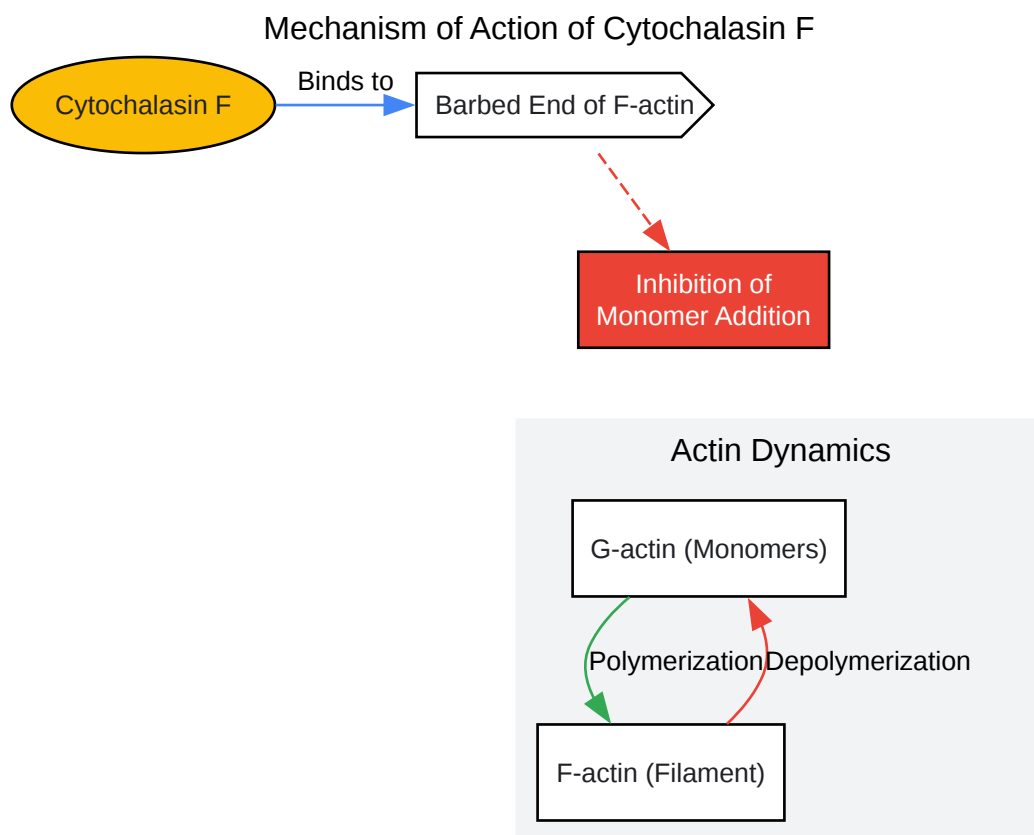 Mechanism of Action of Cytochalasin F
Binds to
Cytochalasin F
Barbed End of F-actin
Inhibition of
Monomer Addition
Actin Dynamics
G-actin (Monomers)
Polymerization
Depolymerization
F-actin (Filament)